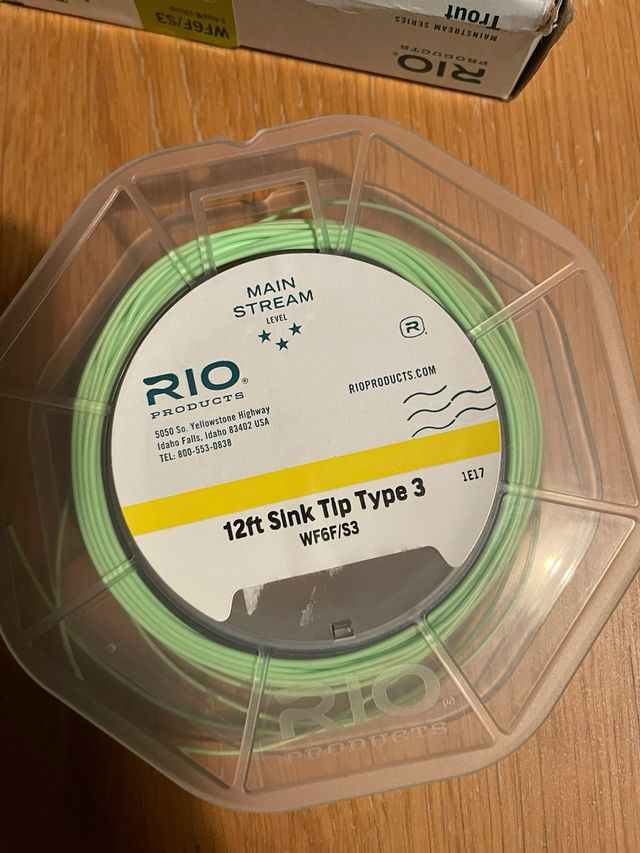 RIO®
PRODUCTS
MAINSTREAM SERIES
Trout
WF6F/S3
MAIN
STREAM
LEVEL
R
RIO®
PRODUCTS
RIOPRODUCTS.COM
5050 So. Yellowstone Highway
Idaho Falls, Idaho 83402 USA
TEL: 800-553-0838
1E17
12ft Sink Tip Type 3
WF6F/S3
RIO®
PRODUCTS